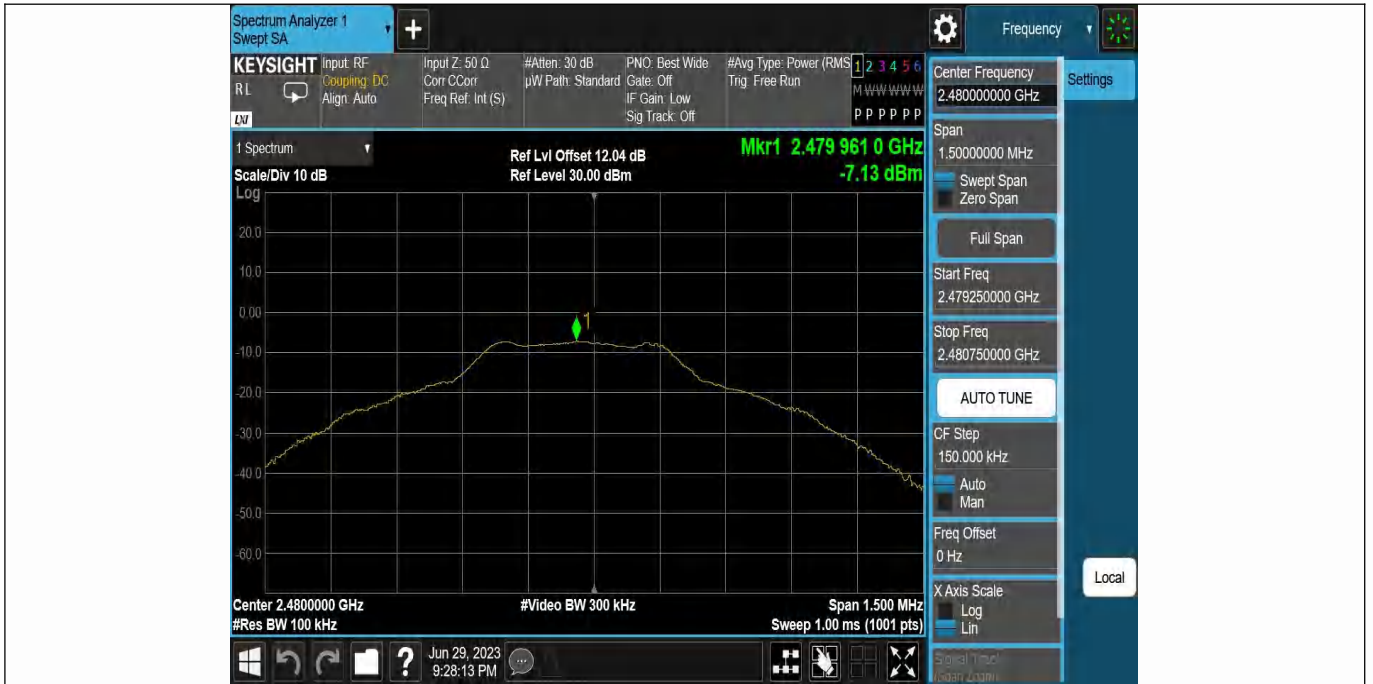 Spectrum Analyzer 1
Swept SA
+
Frequency
KEYSIGHT
RL
LXI
Input: RF
Coupling: DC
Align: Auto
Input Z: 50 Ω
Corr CCorr
Freq Ref: Int (S)
#Atten: 30 dB
µW Path: Standard
PNO: Best Wide
Gate: Off
IF Gain: Low
Sig Track: Off
#Avg Type: Power (RMS
Trig: Free Run
1 2 3 4 5 6
M W W W W W
P P P P P P
1 Spectrum
Scale/Div 10 dB
Ref Lvl Offset 12.04 dB
Ref Level 30.00 dBm
Mkr1 2.479 961 0 GHz
-7.13 dBm
Log
20.0
10.0
0.00
-10.0
-20.0
-30.0
-40.0
-50.0
-60.0
1
Center 2.4800000 GHz
#Res BW 100 kHz
#Video BW 300 kHz
Span 1.500 MHz
Sweep 1.00 ms (1001 pts)
?
Jun 29, 2023
9:28:13 PM
Center Frequency
2.480000000 GHz
Settings
Span
1.50000000 MHz
Swept Span
Zero Span
Full Span
Start Freq
2.479250000 GHz
Stop Freq
2.480750000 GHz
AUTO TUNE
CF Step
150.000 kHz
Auto
Man
Freq Offset
0 Hz
Local
X Axis Scale
Log
Lin
Signal Track
(Span Zoom)